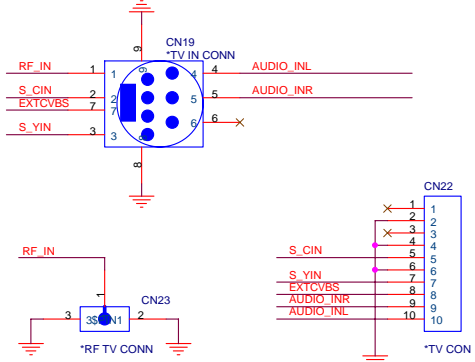 CN19
*TV IN CONN
9
RF_IN 1 1 4 4 AUDIO_INL
S_CIN 2 2 5 5 AUDIO_INR
EXTCVBS 7 7
6 6
S_YIN 3 3
8
CN22
1 1
2 2
3 3
4 4
S_CIN 5 5
6 6
S_YIN 7 7
EXTCVBS 8 8
AUDIO_INR 9 9
AUDIO_INL 10 10
*TV CON
RF_IN
1
CN23
3 2
*RF TV CONN